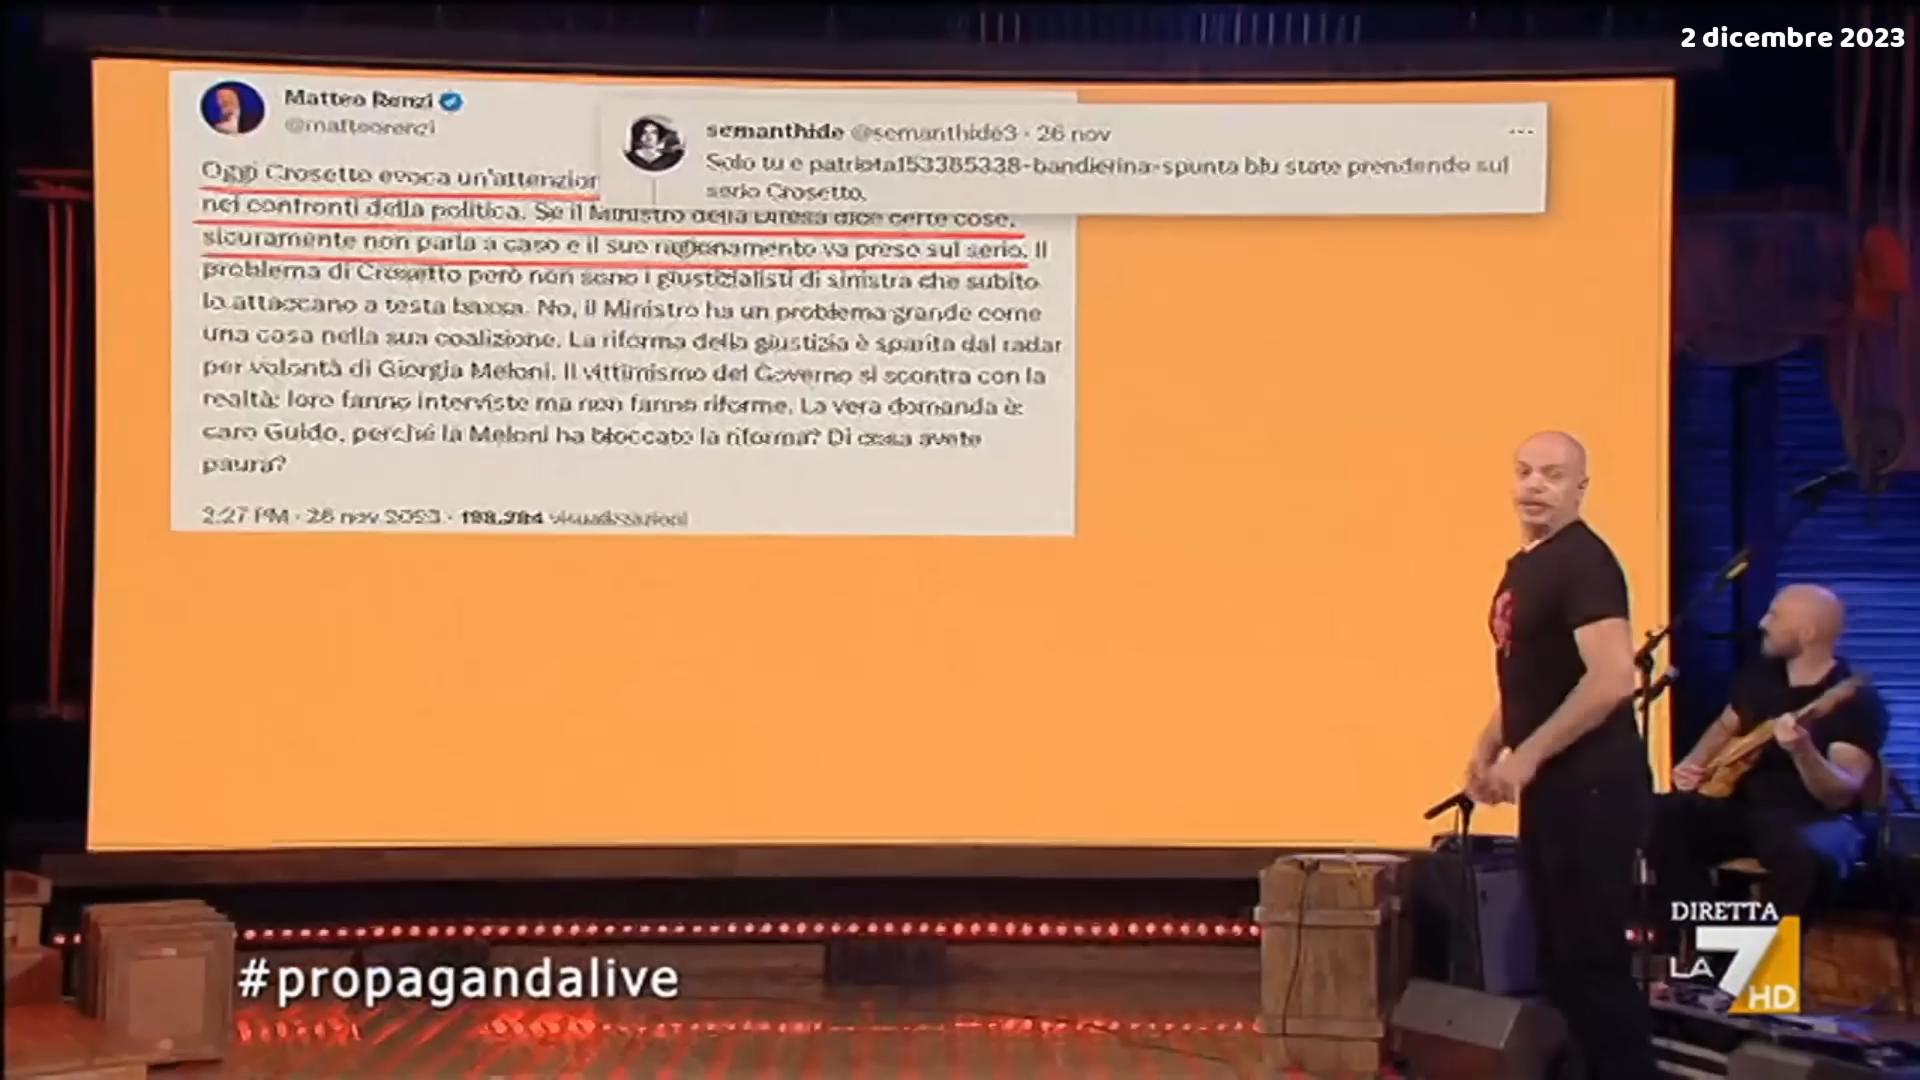 2 dicembre 2023
Matteo Renzi
@matteorenzi
Oggi Crosetto evoca un'attenzion
nei confronti della politica. Se il Ministro della Difesa dice certe cose,
sicuramente non parla a caso e il suo ragionamento va preso sul serio. Il
problema di Crosetto però non sono i giustizialisti di sinistra che subito
lo attaccano a testa bassa. No, il Ministro ha un problema grande come
una casa nella sua coalizione. La riforma della giustizia è sparita dal radar
per volontà di Giorgia Meloni. Il vittimismo del Governo si scontra con la
realtà: loro fanno interviste ma non fanno riforme. La vera domanda è:
caro Guido, perché la Meloni ha bloccato la riforma? Di cosa avete
paura?
2:27 PM · 26 nov 2023 · visualizzazioni
semanthide @semanthide3 · 26 nov
Solo tu e patriota153385338-bandierina-spunta blu state prendendo sul
serio Crosetto.
#propagandalive
DIRETTA
LA7
HD